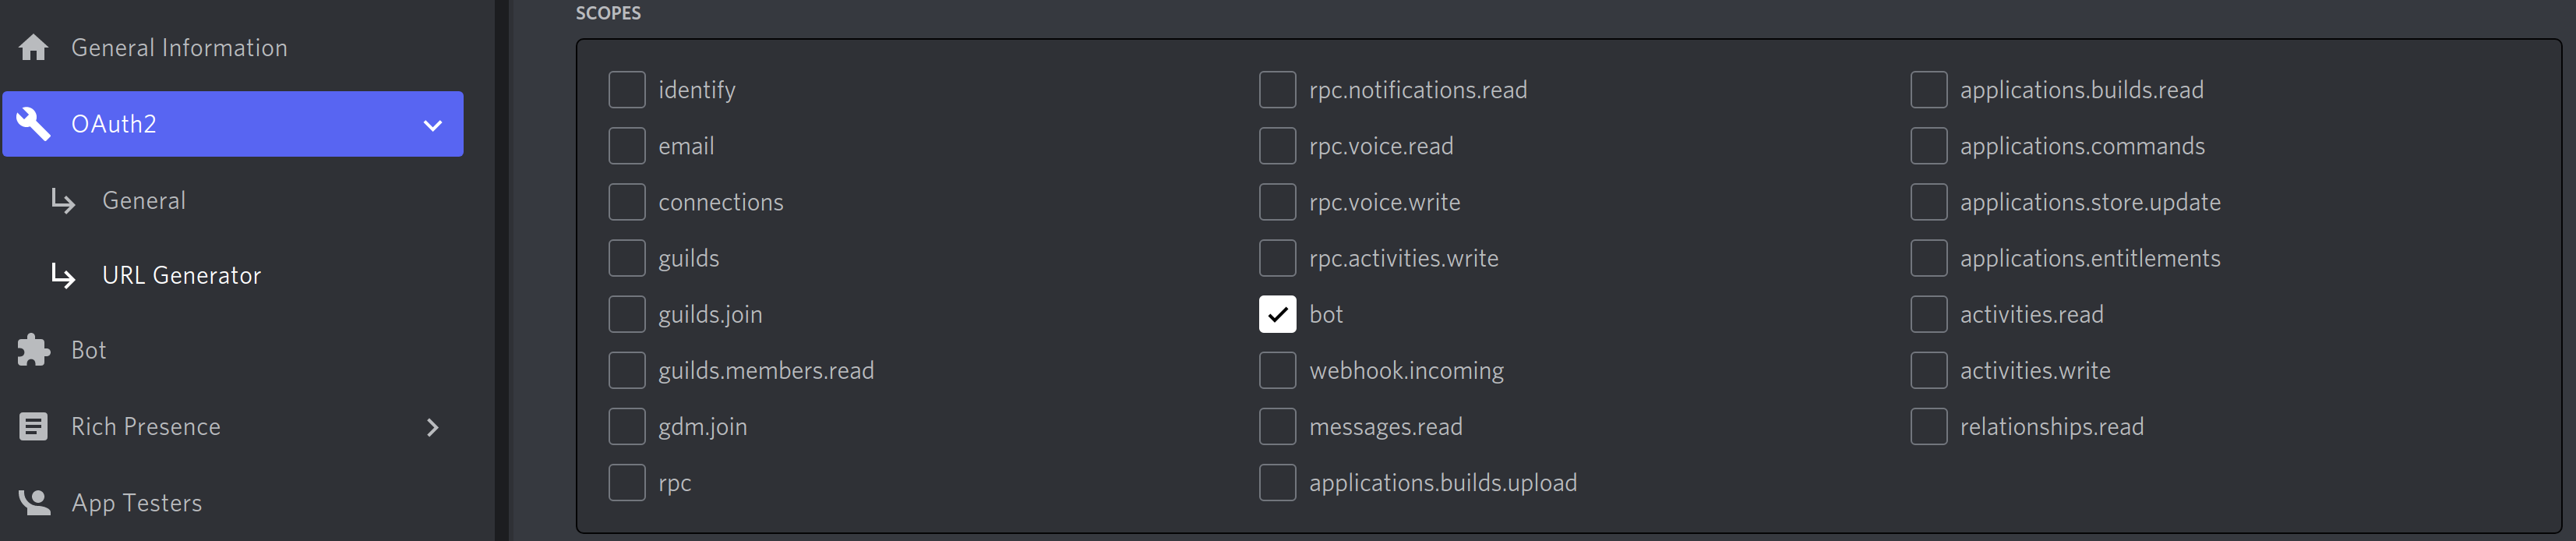 General Information
OAuth2
General
URL Generator
Bot
Rich Presence
App Testers
SCOPES
identify
email
connections
guilds
guilds.join
guilds.members.read
gdm.join
rpc
rpc.notifications.read
rpc.voice.read
rpc.voice.write
rpc.activities.write
bot
webhook.incoming
messages.read
applications.builds.upload
applications.builds.read
applications.commands
applications.store.update
applications.entitlements
activities.read
activities.write
relationships.read